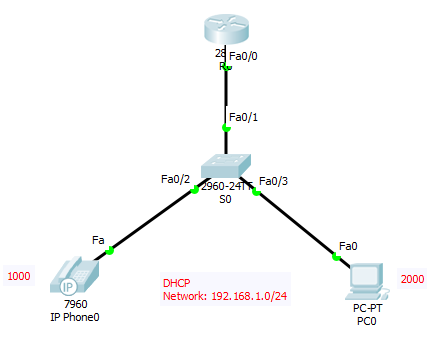 Fa0/0
Fa0/1
Fa0/2
Fa0/3
2960-24TT
S0
Fa
Fa0
1000
7960
IP Phone0
DHCP
Network: 192.168.1.0/24
PC-PT
PC0
2000